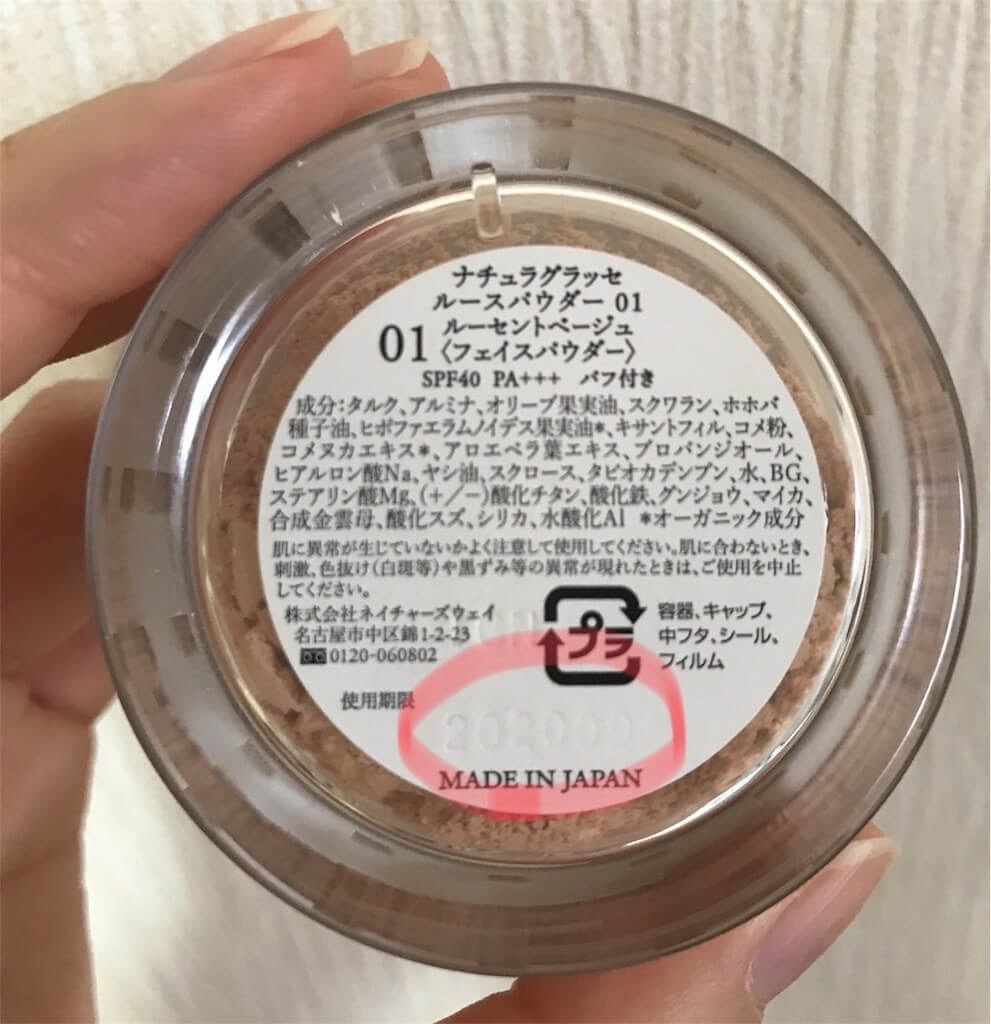 ナチュラグラッセ
ルースパウダー 01
01 ルーセントベージュ
〈フェイスパウダー〉
SPF40 PA+++ パフ付き
成分:タルク、アルミナ、オリーブ果実油、スクワラン、ホホバ
種子油、ヒポファエラムノイデス果実油*、キサントフィル、コメ粉、
コメヌカエキス*、アロエベラ葉エキス、プロパンジオール、
ヒアルロン酸Na、ヤシ油、スクロース、タピオカデンプン、水、BG、
ステアリン酸Mg、(+/−)酸化チタン、酸化鉄、グンジョウ、マイカ、
合成金雲母、酸化スズ、シリカ、水酸化Al *オーガニック成分
肌に異常が生じていないかよく注意して使用してください。肌に合わないとき、
刺激、色抜け(白斑等)や黒ずみ等の異常が現れたときは、ご使用を中止
してください。
株式会社ネイチャーズウェイ
名古屋市中区錦1-2-23
0120-060802
プラ
容器、キャップ、
中フタ、シール、
フィルム
使用期限
202009
MADE IN JAPAN